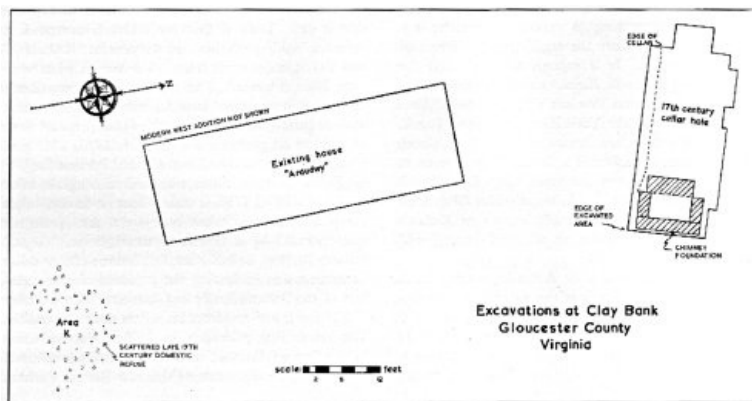 N
MODERN WEST ADDITION NOT SHOWN
Existing house
EDGE OF
CELLAR
17th century
cellar hole
EDGE OF
EXCAVATED
AREA
CHIMNEY
FOUNDATION
Area
K
SCATTERED LATE 17TH
CENTURY DOMESTIC
REFUSE
Excavations at Clay Bank
Gloucester County
Virginia
scale
feet